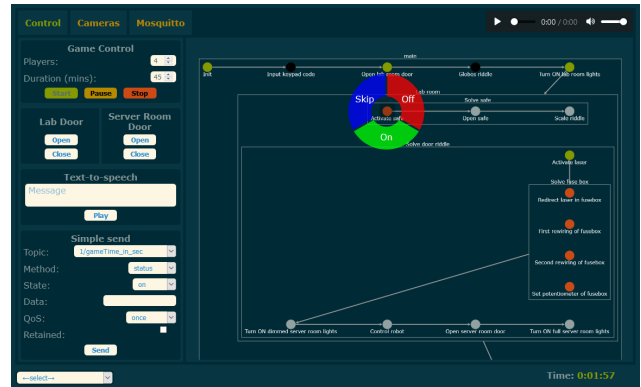 Control Cameras Mosquitto
0:00 / 0:00
Game Control
Players: 4
Duration (mins): 45
Start Pause Stop
Lab Door
Open
Close
Server Room Door
Open
Close
Text-to-speech
Message
Play
Simple send
Topic: 1/gameTime_in_sec
Method: status
State: on
Data:
QoS: once
Retained:
Send
main
Init
Input keypad code
Open lab room door
Globes riddle
Turn ON lab room lights
Lab room
Skip
Off
On
Solve safe
Activate safe
Open safe
Scale riddle
Solve door riddle
Activate laser
Solve fuse box
Redirect laser in fusebox
First rewiring of fusebox
Second rewiring of fusebox
Set potentiometer of fusebox
Turn ON dimmed server room lights
Control robot
Open server room door
Turn ON full server room lights
--select--
Time: 0:01:57